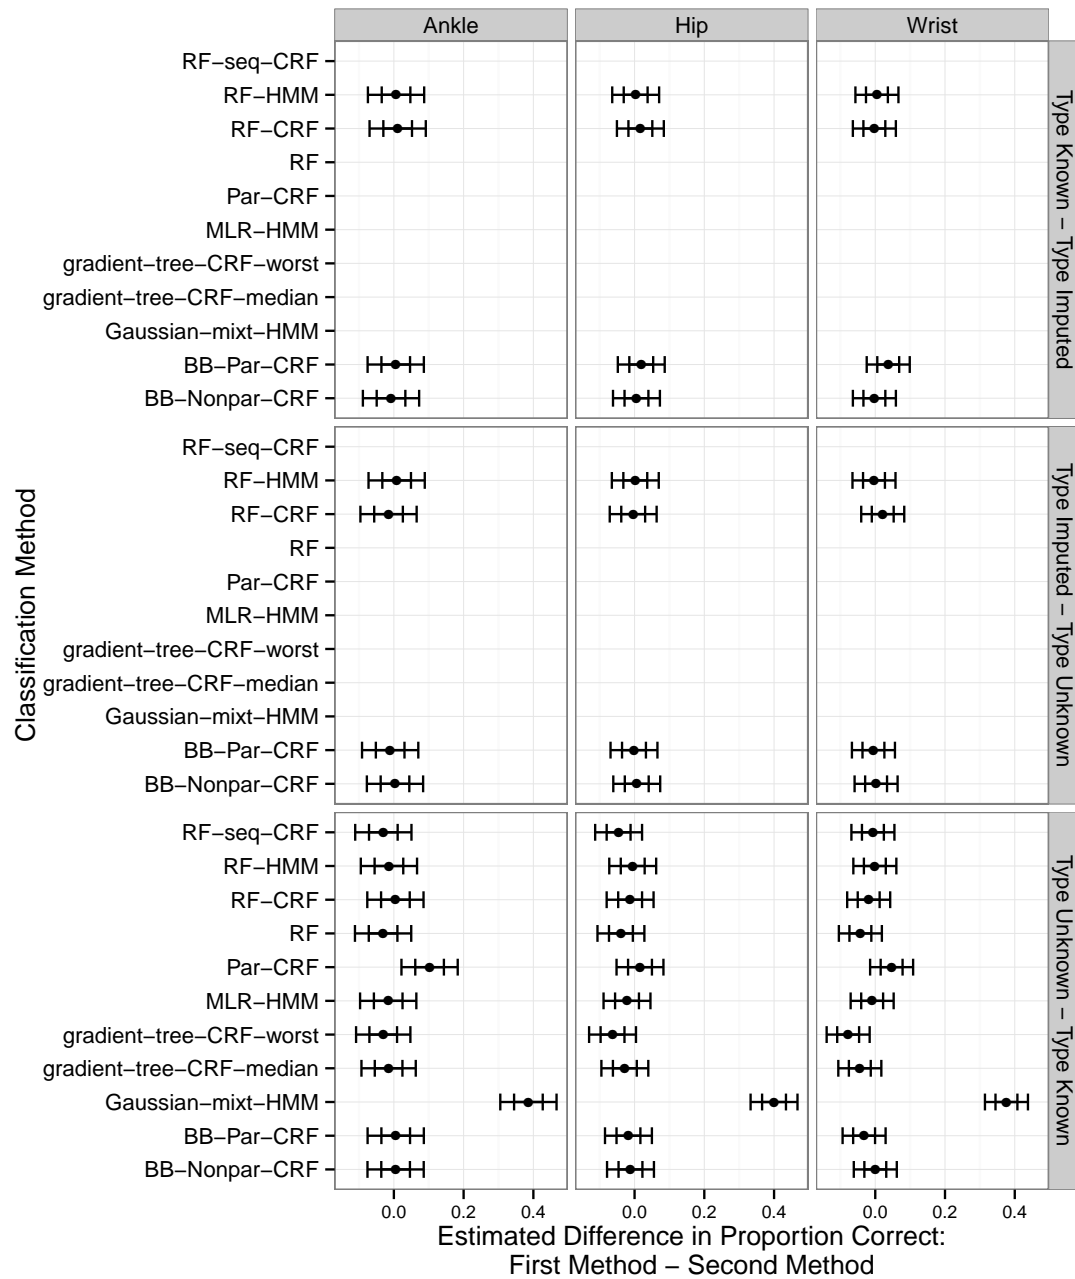 Ankle
Hip
Wrist
Classification Method
RF−seq−CRF
RF−HMM
RF−CRF
RF
Par−CRF
MLR−HMM
gradient−tree−CRF−worst
gradient−tree−CRF−median
Gaussian−mixt−HMM
BB−Par−CRF
BB−Nonpar−CRF
Type Known − Type Imputed
RF−seq−CRF
RF−HMM
RF−CRF
RF
Par−CRF
MLR−HMM
gradient−tree−CRF−worst
gradient−tree−CRF−median
Gaussian−mixt−HMM
BB−Par−CRF
BB−Nonpar−CRF
Type Imputed − Type Unknown
RF−seq−CRF
RF−HMM
RF−CRF
RF
Par−CRF
MLR−HMM
gradient−tree−CRF−worst
gradient−tree−CRF−median
Gaussian−mixt−HMM
BB−Par−CRF
BB−Nonpar−CRF
Type Unknown − Type Known
0.0 0.2 0.4 0.0 0.2 0.4 0.0 0.2 0.4
Estimated Difference in Proportion Correct:
First Method − Second Method